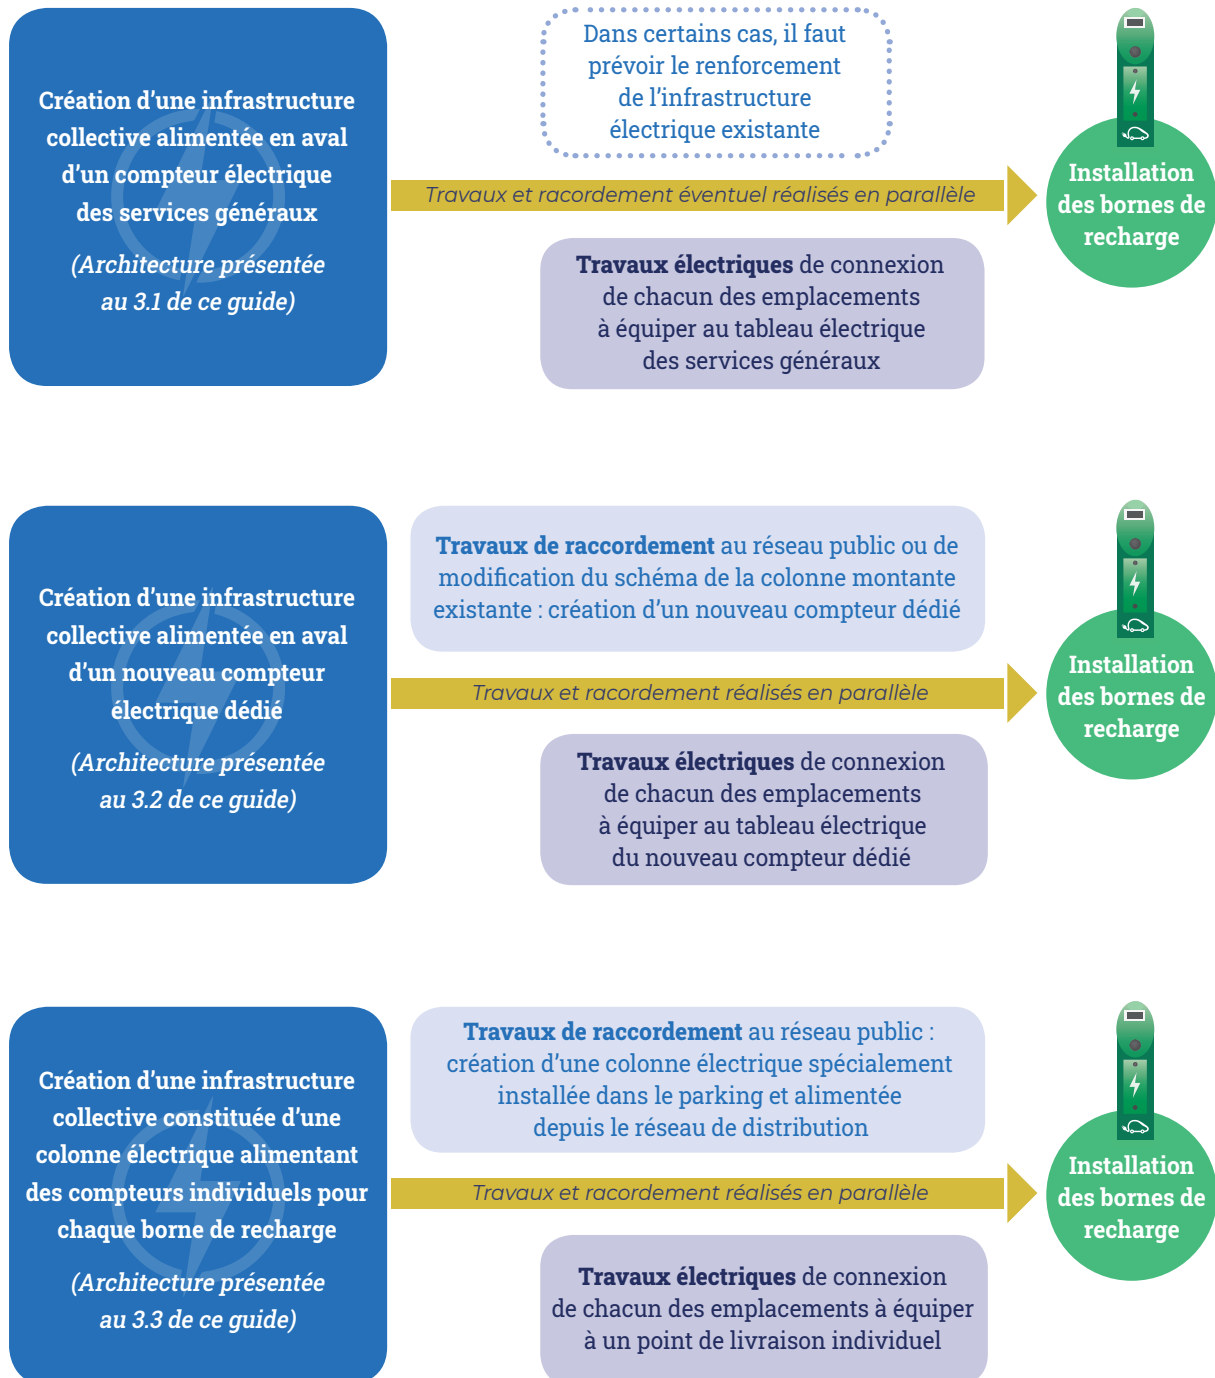 Création d’une infrastructure
collective alimentée en aval
d’un compteur électrique
des services généraux
(Architecture présentée
au 3.1 de ce guide)
Dans certains cas, il faut
prévoir le renforcement
de l’infrastructure
électrique existante
Travaux et racordement éventuel réalisés en parallèle
Travaux électriques de connexion
de chacun des emplacements
à équiper au tableau électrique
des services généraux
Installation
des bornes de
recharge
Création d’une infrastructure
collective alimentée en aval
d’un nouveau compteur
électrique dédié
(Architecture présentée
au 3.2 de ce guide)
Travaux de raccordement au réseau public ou de
modification du schéma de la colonne montante
existante : création d’un nouveau compteur dédié
Travaux et racordement réalisés en parallèle
Travaux électriques de connexion
de chacun des emplacements
à équiper au tableau électrique
du nouveau compteur dédié
Installation
des bornes de
recharge
Création d’une infrastructure
collective constituée d’une
colonne électrique alimentant
des compteurs individuels pour
chaque borne de recharge
(Architecture présentée
au 3.3 de ce guide)
Travaux de raccordement au réseau public :
création d’une colonne électrique spécialement
installée dans le parking et alimentée
depuis le réseau de distribution
Travaux et racordement réalisés en parallèle
Travaux électriques de connexion
de chacun des emplacements à équiper
à un point de livraison individuel
Installation
des bornes de
recharge